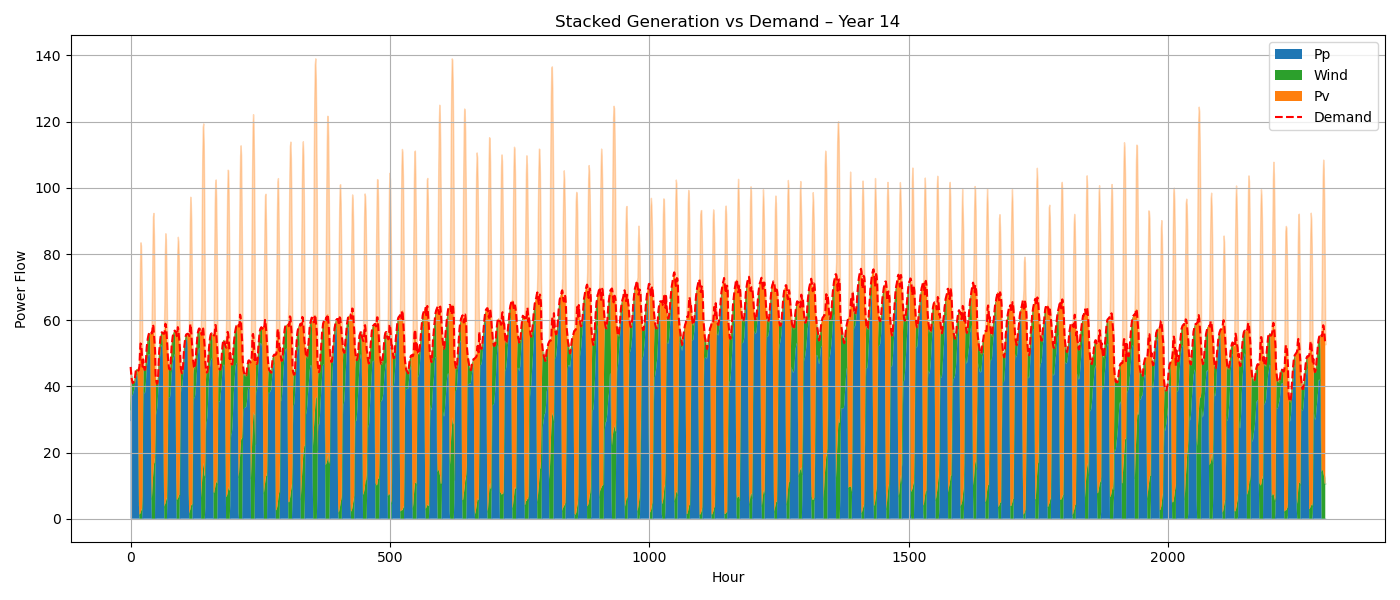 Stacked Generation vs Demand – Year 14
Pp
Wind
Pv
Demand
Power Flow
140
120
100
80
60
40
20
0
0 500 1000 1500 2000
Hour